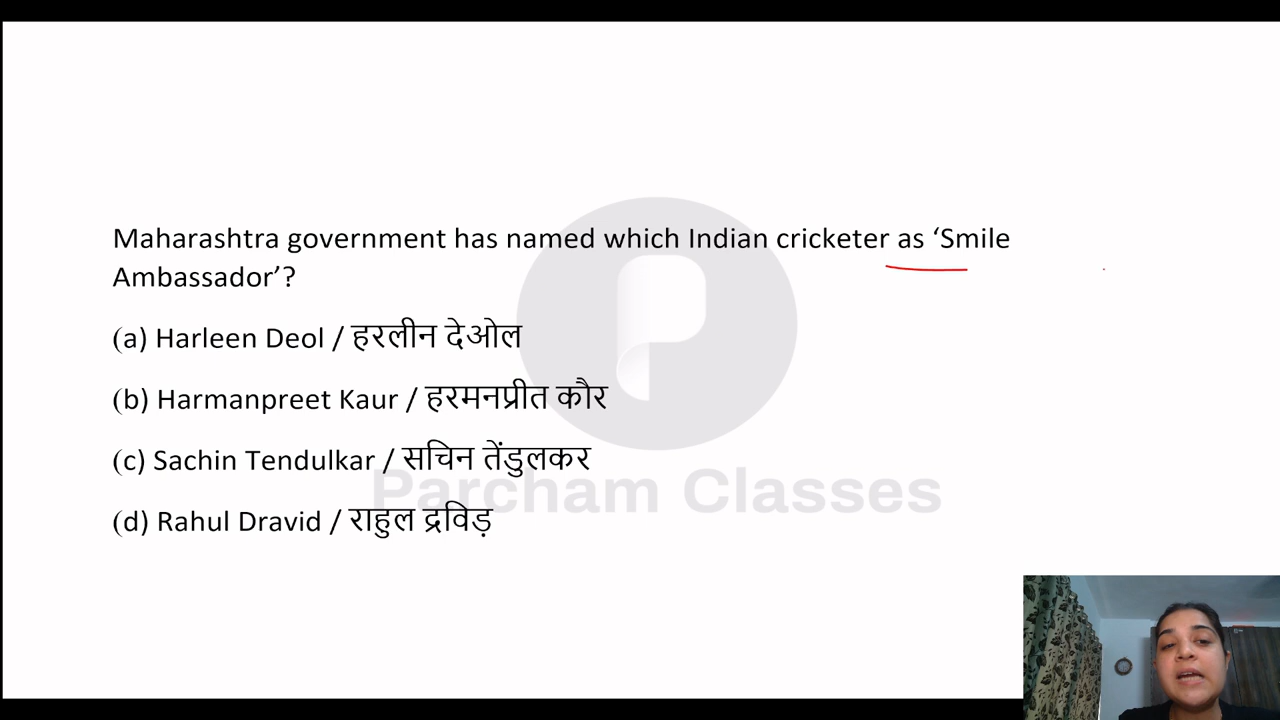 Maharashtra government has named which Indian cricketer as ‘Smile
Ambassador’?
(a) Harleen Deol / हरलीन देओल
(b) Harmanpreet Kaur / हरमनप्रीत कौर
(c) Sachin Tendulkar / सचिन तेंडुलकर
Parcham Classes
(d) Rahul Dravid / राहुल द्रविड़